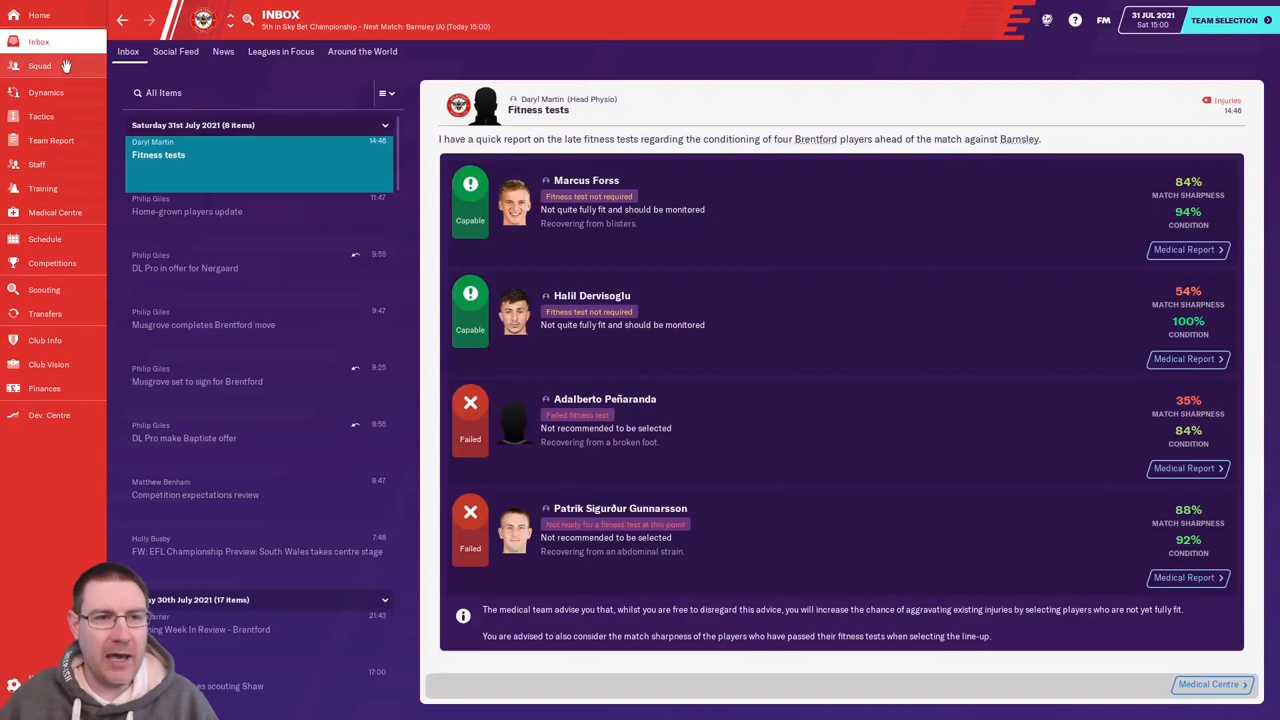 Home
Inbox
Squad
Dynamics
Tactics
Team Report
Staff
Training
Medical Centre
Schedule
Competitions
Scouting
Transfers
Club Info
Club Vision
Finances
Dev. Centre
INBOX
5th in Sky Bet Championship - Next Match: Barnsley (A) (Today 15:00)
FM
31 JUL 2021
Sat 15:00
TEAM SELECTION
Inbox
Social Feed
News
Leagues in Focus
Around the World
All Items
Saturday 31st July 2021 (8 items)
Daryl Martin 14:46
Fitness tests
Philip Giles 11:47
Home-grown players update
Philip Giles 9:55
DL Pro in offer for Nørgaard
Philip Giles 9:47
Musgrove completes Brentford move
Philip Giles 9:25
Musgrove set to sign for Brentford
Philip Giles 8:55
DL Pro make Baptiste offer
Matthew Benham 8:47
Competition expectations review
Holly Busby 7:48
FW: EFL Championship Preview: South Wales takes centre stage
30th July 2021 (17 items)
21:43
Week In Review - Brentford
17:00
scouting Shaw
Daryl Martin (Head Physio)
Fitness tests
Injuries
14:46
I have a quick report on the late fitness tests regarding the conditioning of four Brentford players ahead of the match against Barnsley.
Capable
Marcus Forss
Fitness test not required
Not quite fully fit and should be monitored
Recovering from blisters.
84%
MATCH SHARPNESS
94%
CONDITION
Medical Report
Capable
Halil Dervisoglu
Fitness test not required
Not quite fully fit and should be monitored
54%
MATCH SHARPNESS
100%
CONDITION
Medical Report
Failed
Adalberto Peñaranda
Failed fitness test
Not recommended to be selected
Recovering from a broken foot.
35%
MATCH SHARPNESS
84%
CONDITION
Medical Report
Failed
Patrik Sigurður Gunnarsson
Not ready for a fitness test at this point
Not recommended to be selected
Recovering from an abdominal strain.
88%
MATCH SHARPNESS
92%
CONDITION
Medical Report
The medical team advise you that, whilst you are free to disregard this advice, you will increase the chance of aggravating existing injuries by selecting players who are not yet fully fit.
You are advised to also consider the match sharpness of the players who have passed their fitness tests when selecting the line-up.
Medical Centre